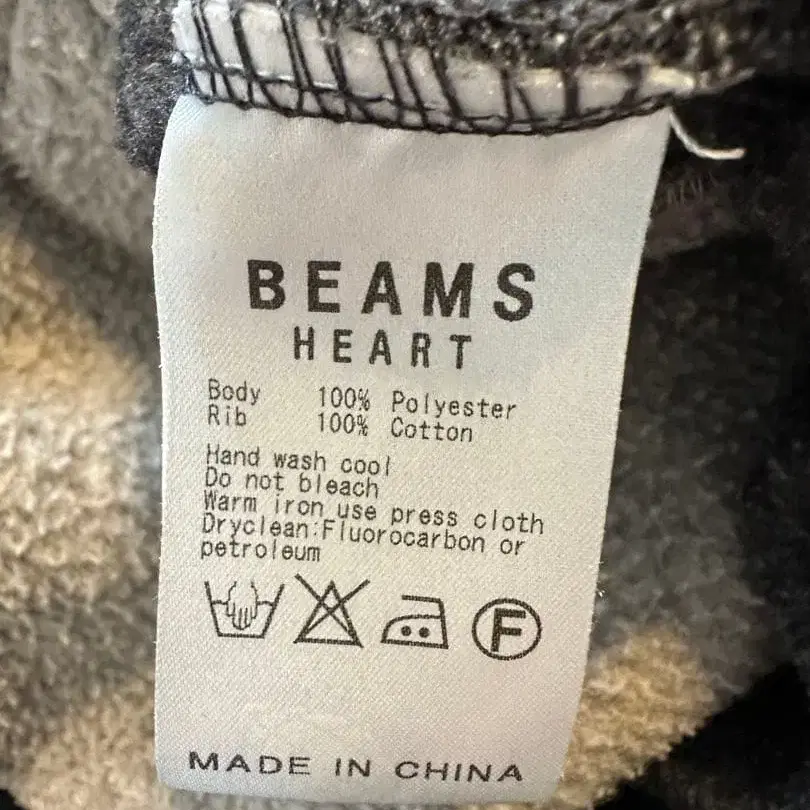 BEAMS
HEART
Body 100% Polyester
Rib 100% Cotton
Hand wash cool
Do not bleach
Warm iron use press cloth
Dryclean:Fluorocarbon or
petroleum
F
MADE IN CHINA